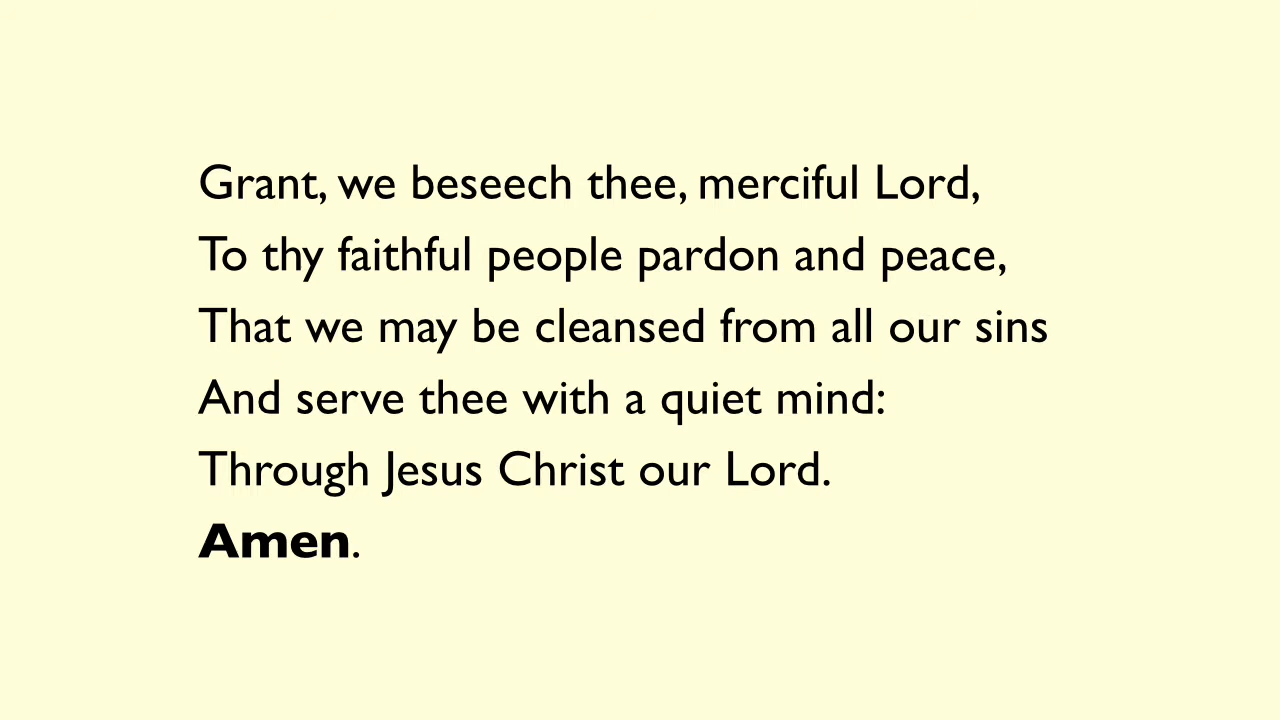 Grant, we beseech thee, merciful Lord,
To thy faithful people pardon and peace,
That we may be cleansed from all our sins
And serve thee with a quiet mind:
Through Jesus Christ our Lord.
Amen.